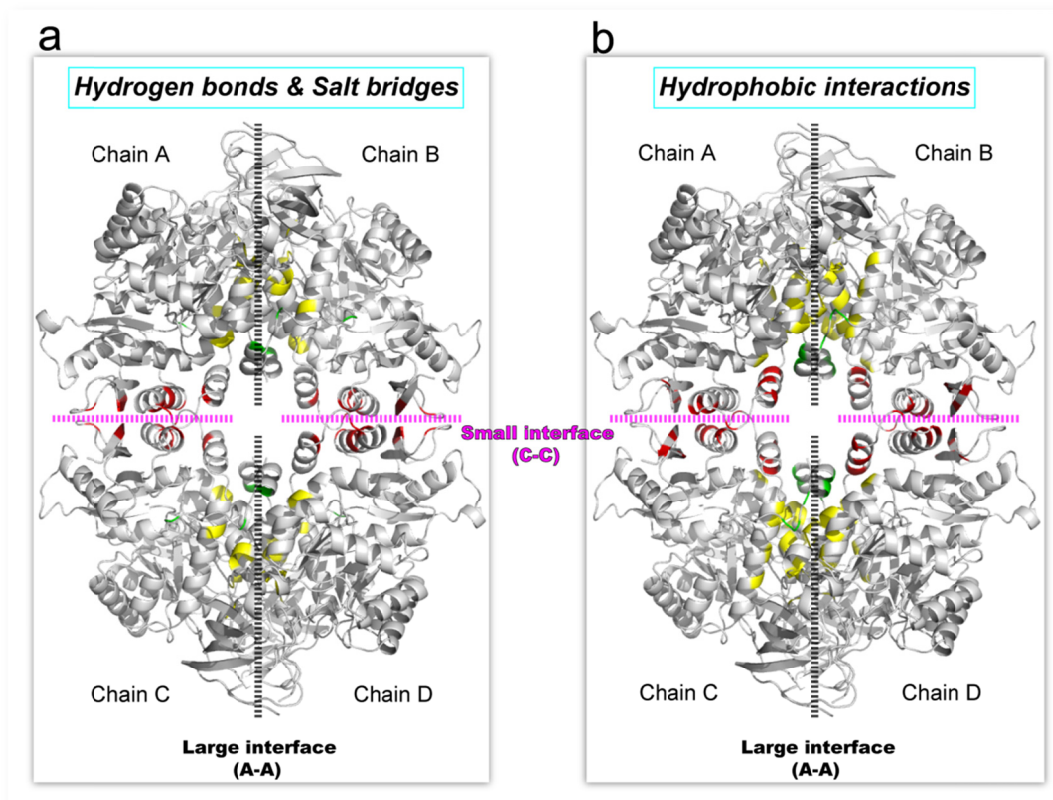 a
Hydrogen bonds & Salt bridges
Chain A
Chain B
Chain C
Chain D
Large interface
(A-A)
Small interface
(C-C)
b
Hydrophobic interactions
Chain A
Chain B
Chain C
Chain D
Large interface
(A-A)